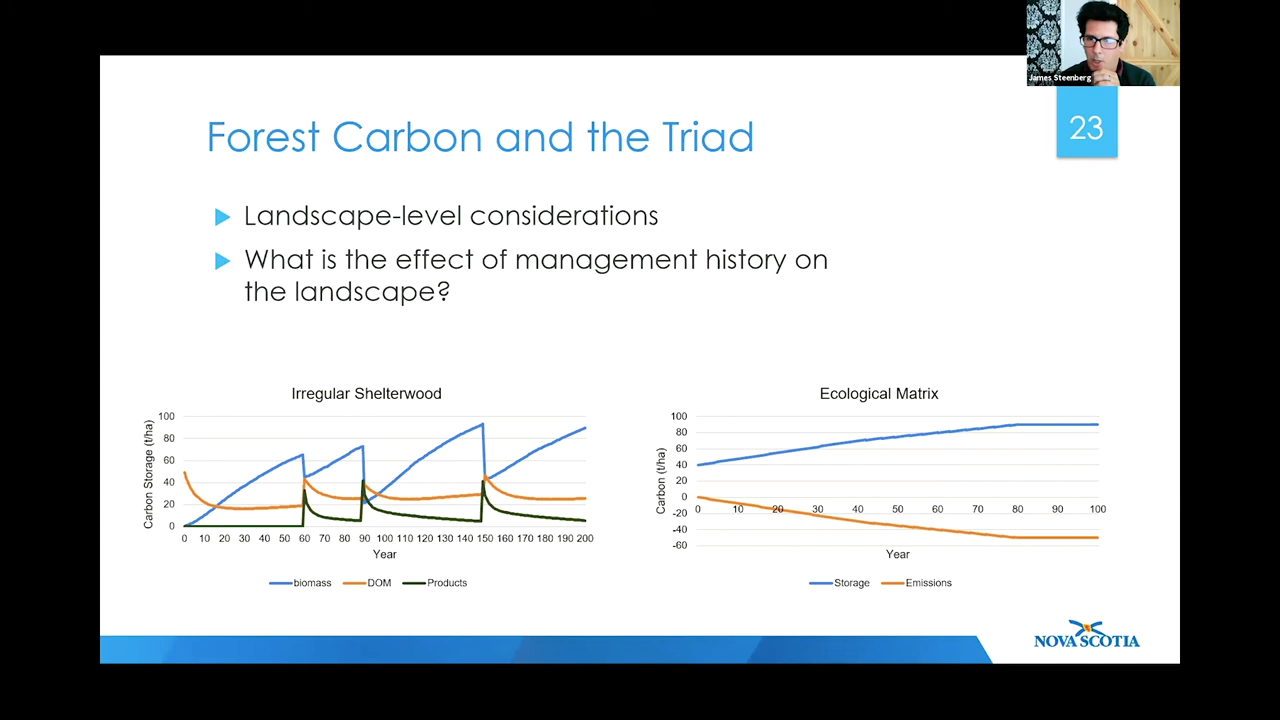 James Steenberg
23
Forest Carbon and the Triad
Landscape-level considerations
What is the effect of management history on
the landscape?
Irregular Shelterwood
Carbon Storage (t/ha)
100
80
60
40
20
0
0 10 20 30 40 50 60 70 80 90 100 110 120 130 140 150 160 170 180 190 200
Year
biomass DOM Products
Ecological Matrix
Carbon (t/ha)
100
80
60
40
20
0
-20
-40
-60
0 10 20 30 40 50 60 70 80 90 100
Year
Storage Emissions
NOVA SCOTIA